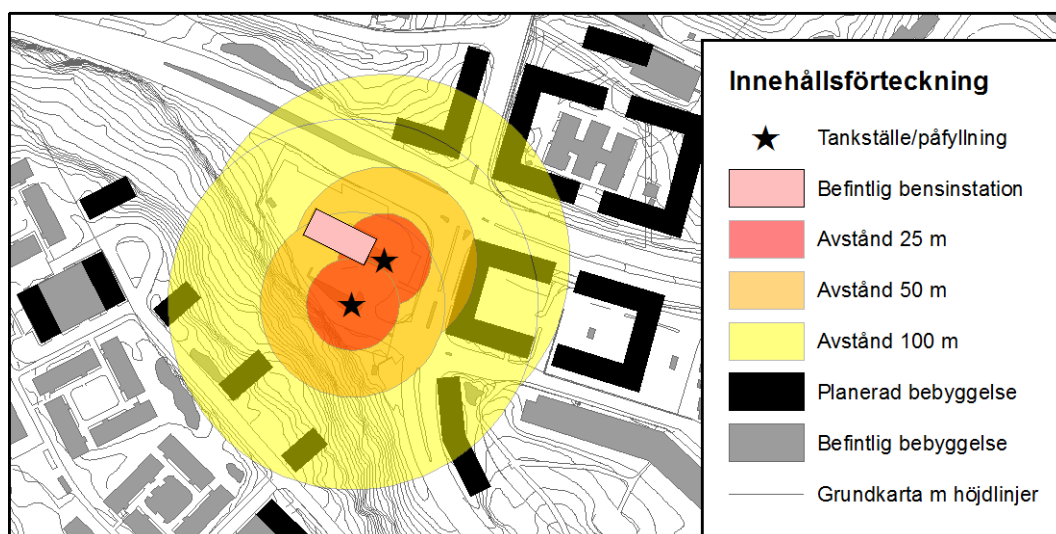 Innehållsförteckning
Tankställe/påfyllning
Befintlig bensinstation
Avstånd 25 m
Avstånd 50 m
Avstånd 100 m
Planerad bebyggelse
Befintlig bebyggelse
Grundkarta m höjdlinjer